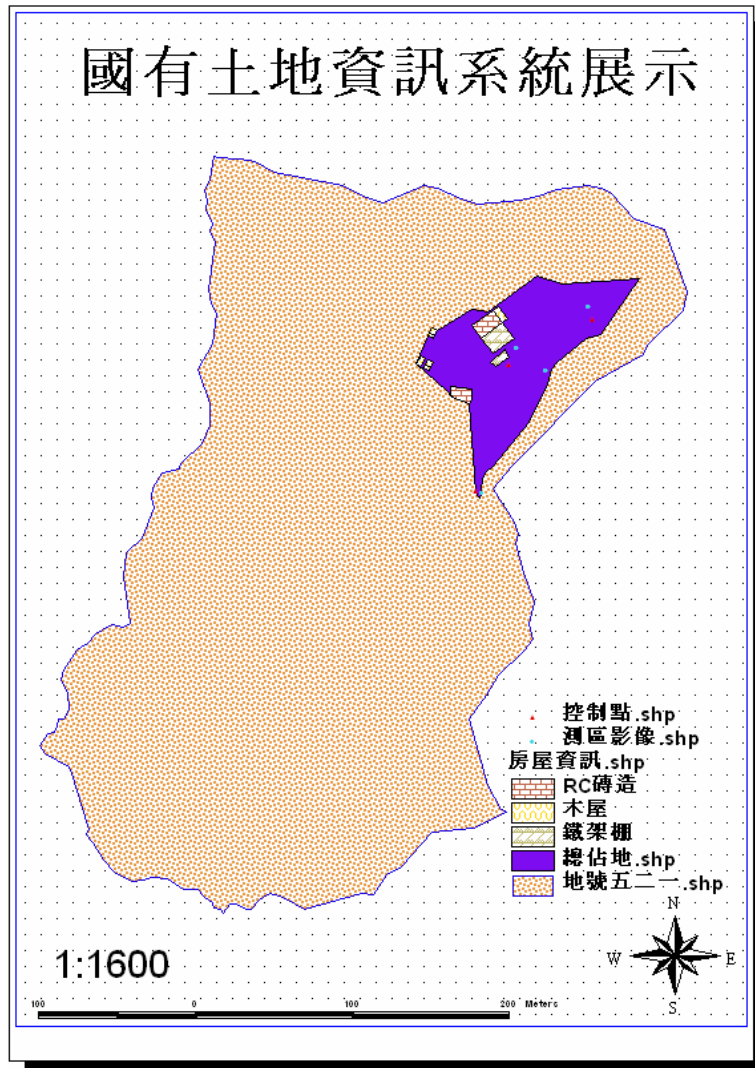 國有土地資訊系統展示
控制點.shp
測區影像.shp
房屋資訊.shp
RC磚造
木屋
鐵架棚
總佔地.shp
地號五二一.shp
N
W E
S
1:1600
100 0 100 200 Meters